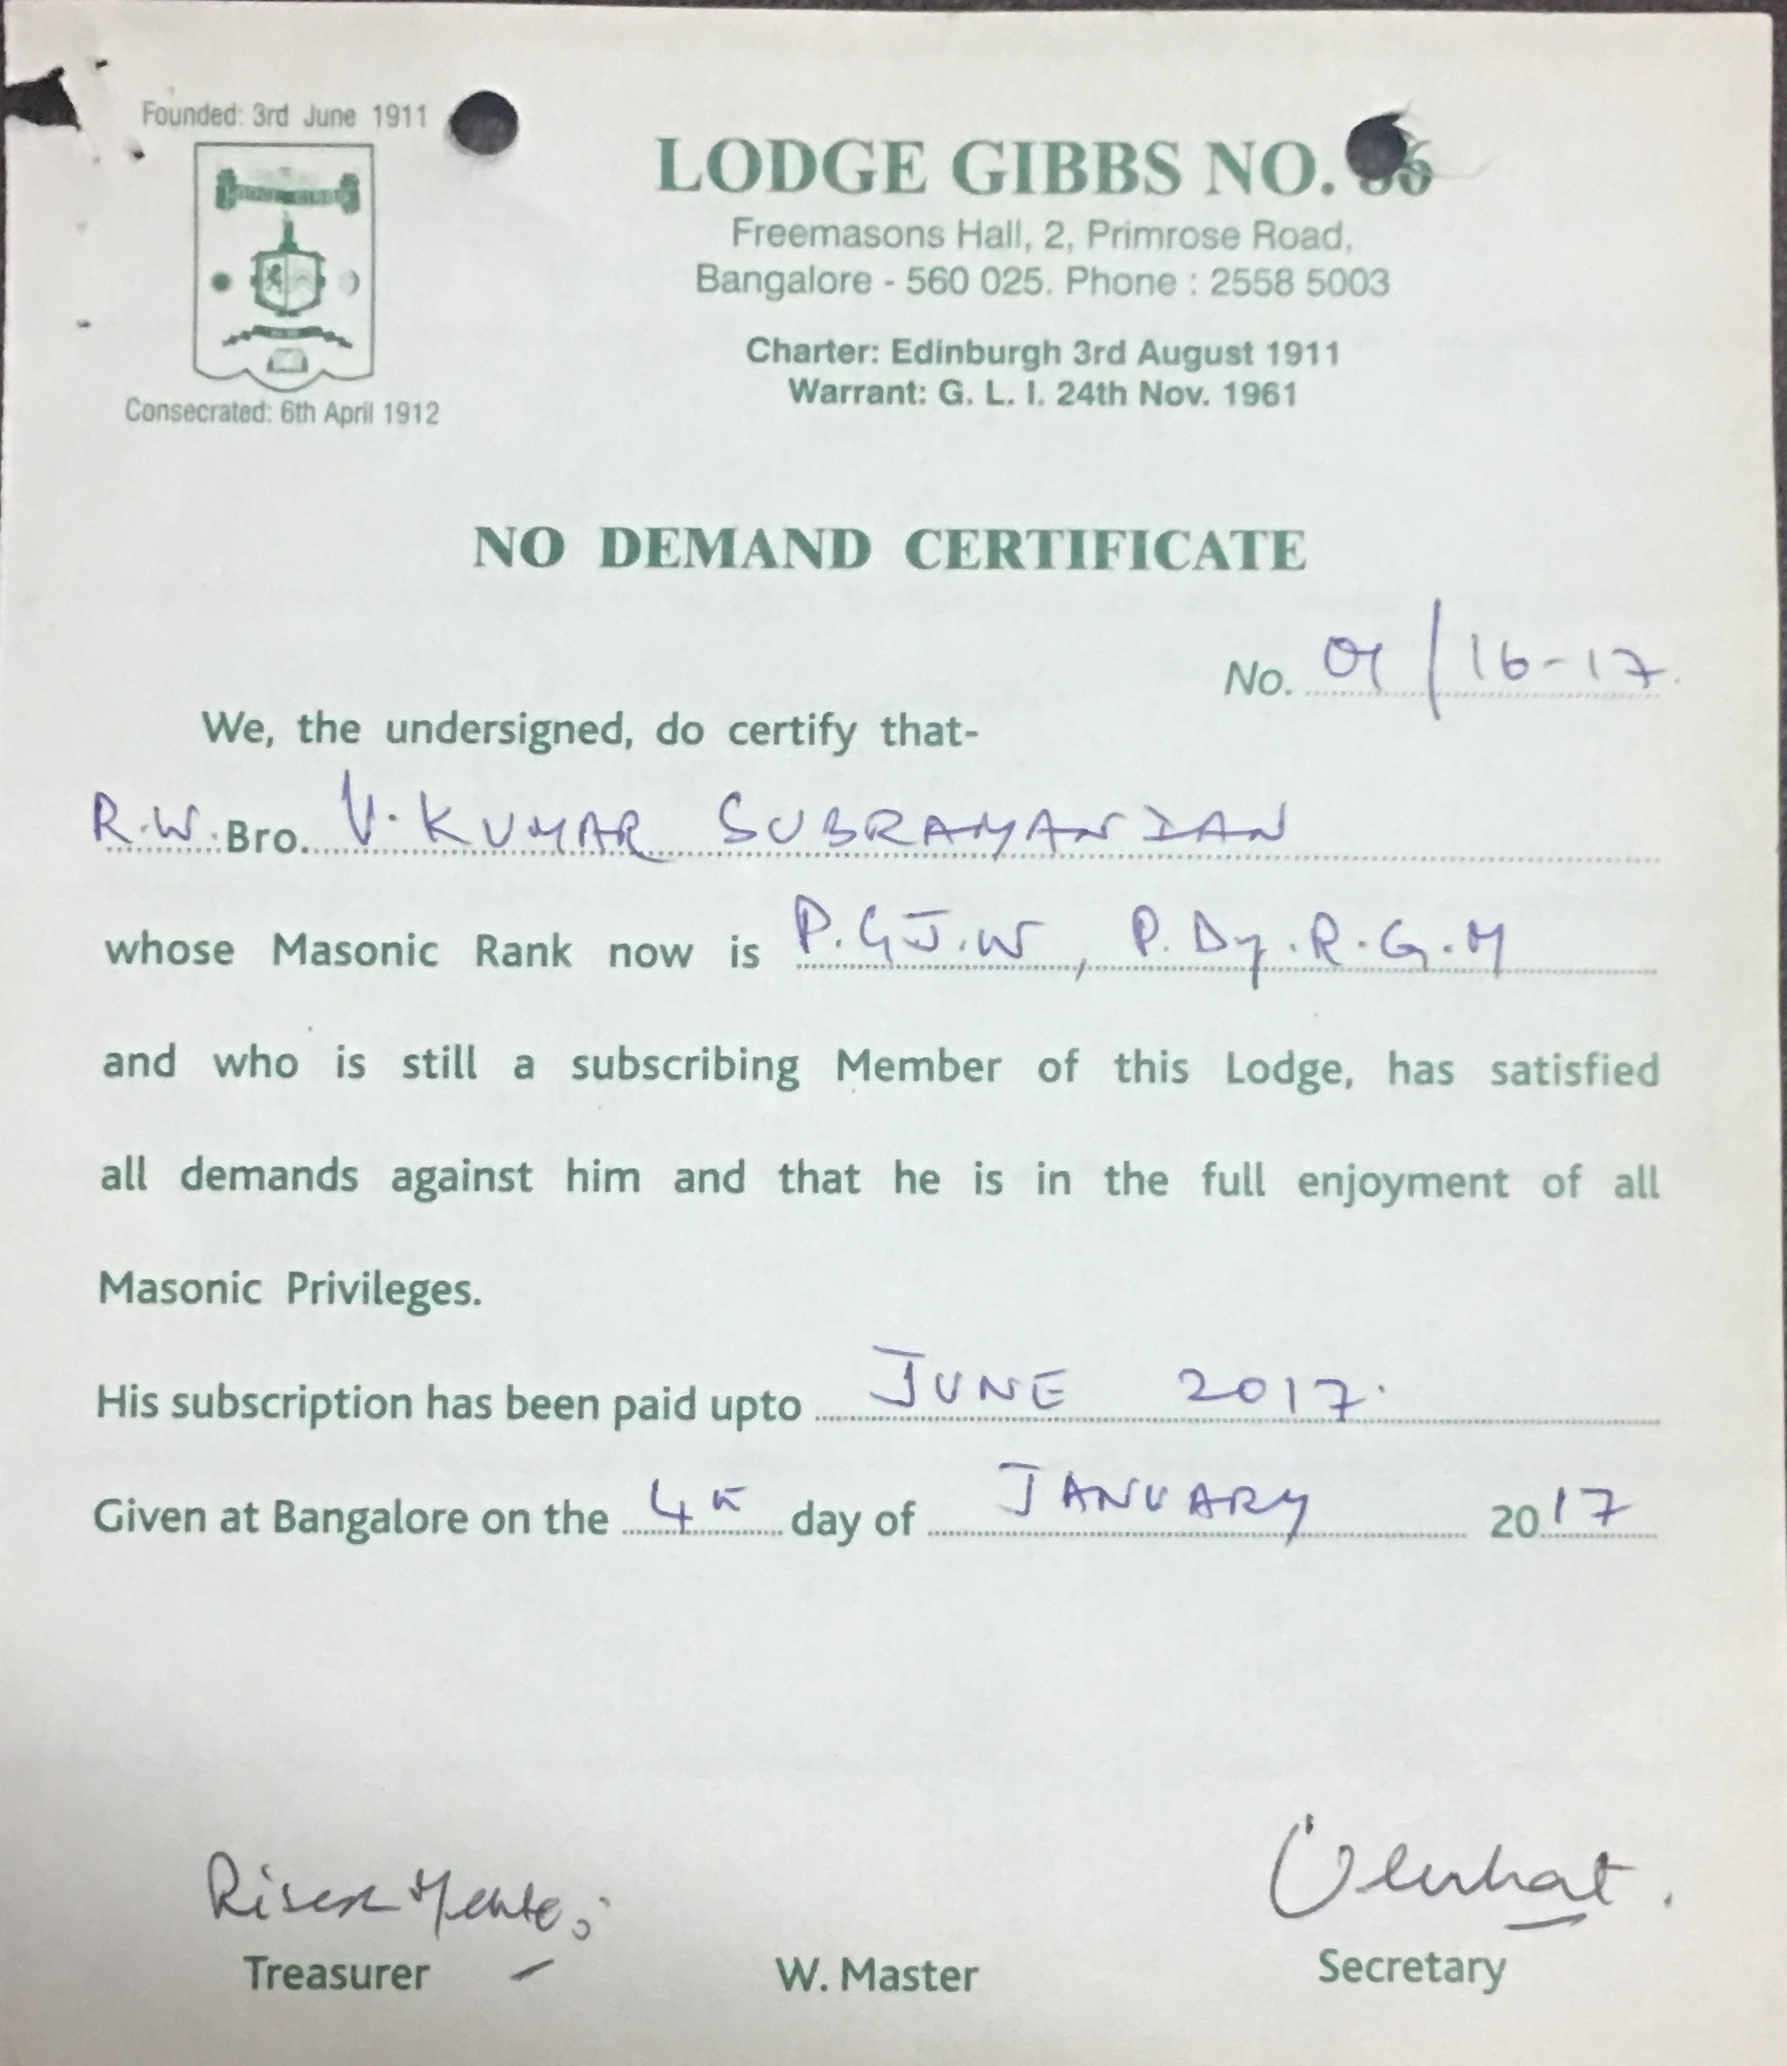 Founded: 3rd June 1911
LODGE GIBBS NO.
Freemasons Hall, 2, Primrose Road,
Bangalore - 560 025. Phone : 2558 5003
Charter: Edinburgh 3rd August 1911
Warrant: G. L. I. 24th Nov. 1961
Consecrated: 6th April 1912
NO DEMAND CERTIFICATE
No. 01/16-17
We, the undersigned, do certify that-
R.W. Bro. V. KUMAR SUBRAMANIAN
whose Masonic Rank now is P.G.J.W, P. Dy. R.G.M
and who is still a subscribing Member of this Lodge, has satisfied
all demands against him and that he is in the full enjoyment of all
Masonic Privileges.
His subscription has been paid upto JUNE 2017.
Given at Bangalore on the 4th day of JANUARY 2017
Treasurer W. Master Secretary